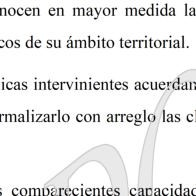 nocen en mayor medida la
cos de su ámbito territorial.
icas intervinientes acuerdan
rmalizarlo con arreglo las cl
s comparecientes capacidad